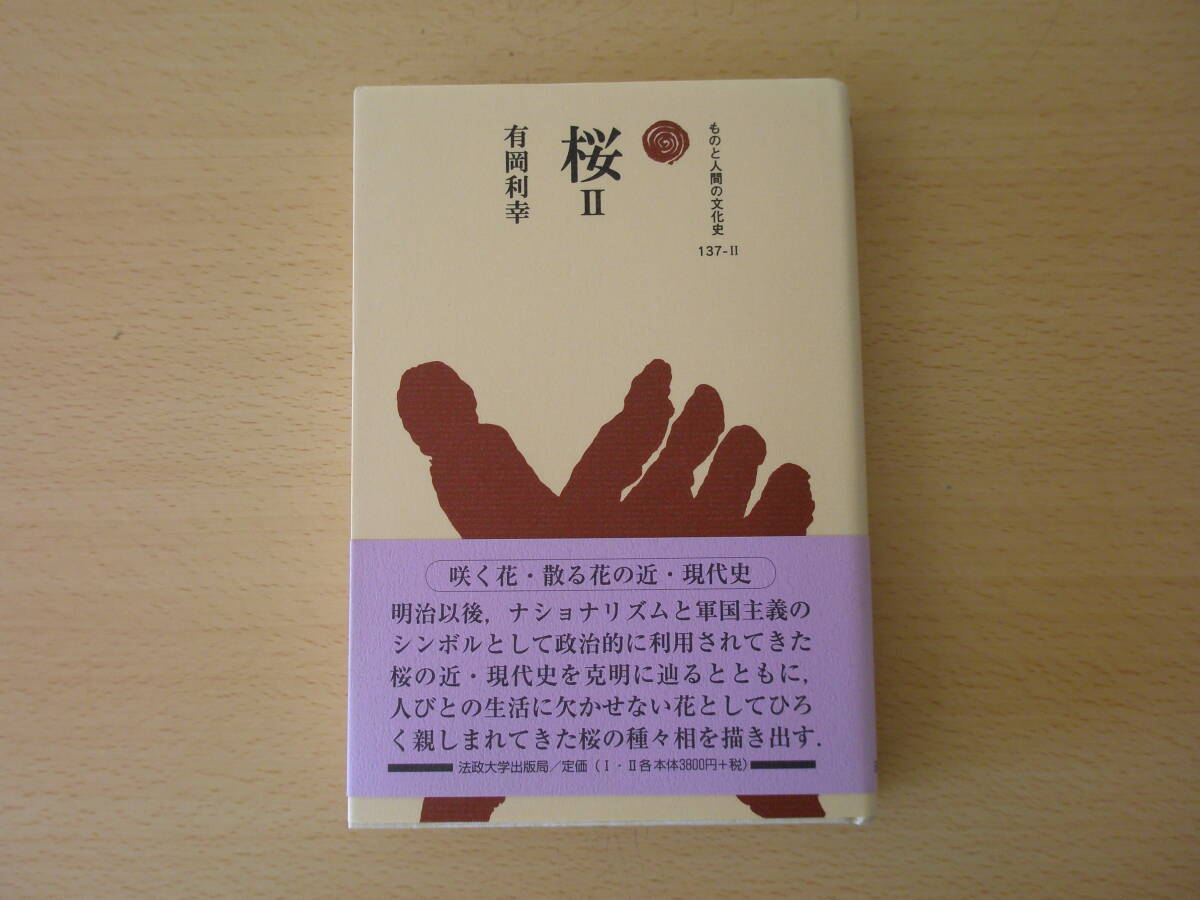 ものと人間の文化史
137-II
桜
II
有岡利幸
咲く花・散る花の近・現代史
明治以後，ナショナリズムと軍国主義の
シンボルとして政治的に利用されてきた
桜の近・現代史を克明に辿るとともに，
人びとの生活に欠かせない花としてひろ
く親しまれてきた桜の種々相を描き出す．
法政大学出版局／定価（Ⅰ・Ⅱ各本体3800円+税）